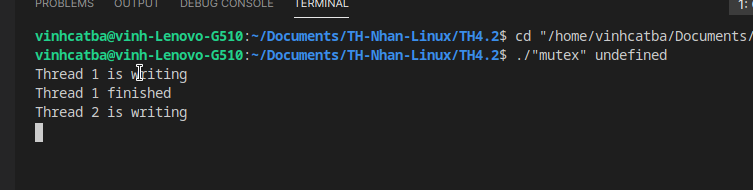 PROBLEMS OUTPUT DEBUG CONSOLE TERMINAL 1:
vinhcatba@vinh-Lenovo-G510:~/Documents/TH-Nhan-Linux/TH4.2$ cd "/home/vinhcatba/Documents/
vinhcatba@vinh-Lenovo-G510:~/Documents/TH-Nhan-Linux/TH4.2$ ./"mutex" undefined
Thread 1 is writing
Thread 1 finished
Thread 2 is writing